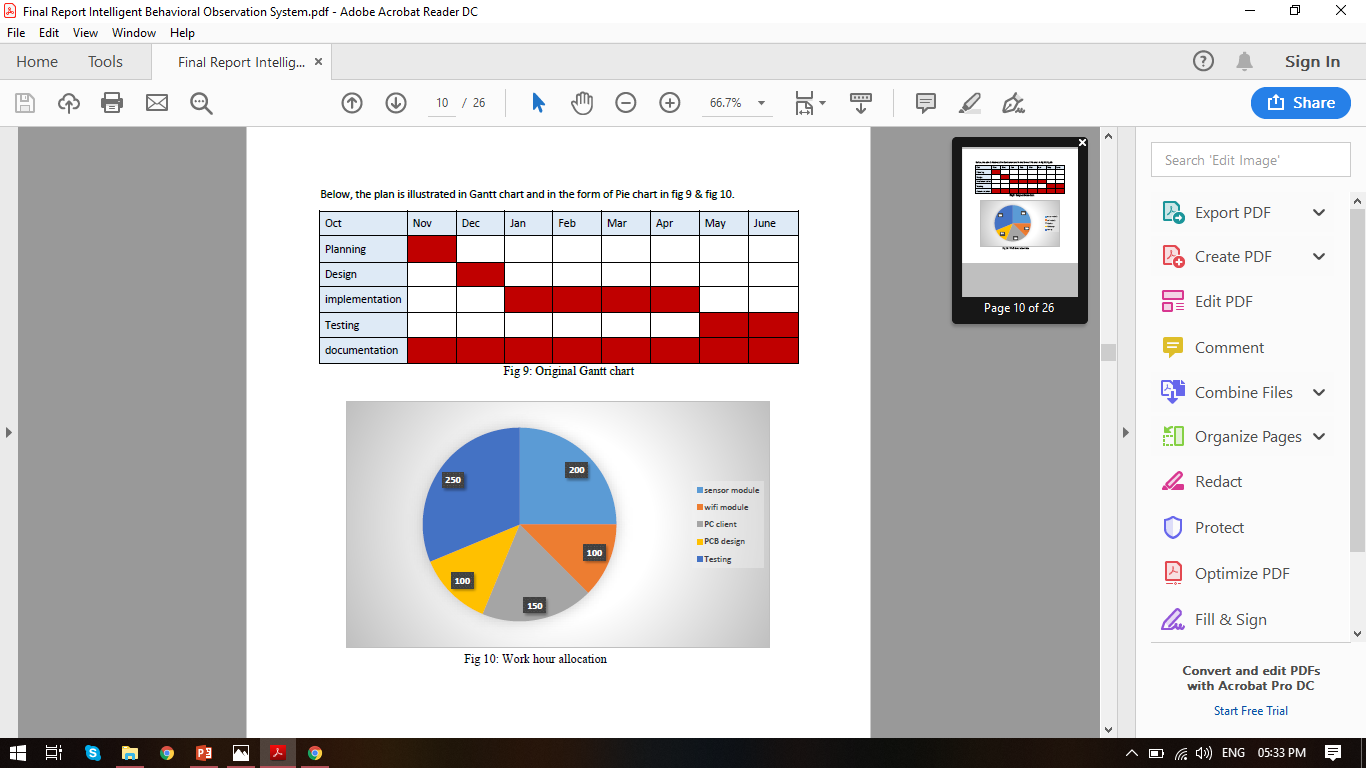 Final Report Intelligent Behavioral Observation System.pdf - Adobe Acrobat Reader DC
File Edit View Window Help
Home Tools Final Report Intellig... × Sign In
10 / 26 66.7% Share
Below, the plan is illustrated in Gantt chart and in the form of Pie chart in fig 9 & fig 10.
Oct Nov Dec Jan Feb Mar Apr May June
Planning
Design
implementation
Testing
documentation
Fig 9: Original Gantt chart
250
200
100
150
100
sensor module
wifi module
PC client
PCB design
Testing
Fig 10: Work hour allocation
Page 10 of 26
Search 'Edit Image'
Export PDF
Create PDF
Edit PDF
Comment
Combine Files
Organize Pages
Redact
Protect
Optimize PDF
Fill & Sign
Convert and edit PDFs
with Acrobat Pro DC
Start Free Trial
ENG 05:33 PM